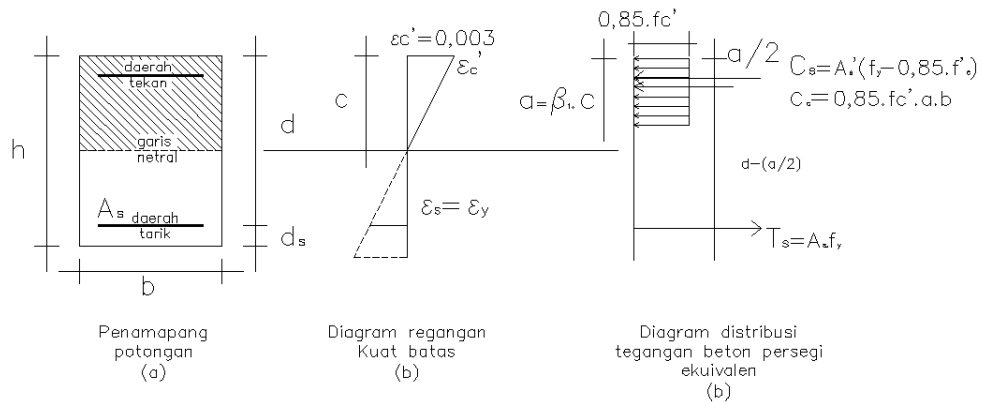 h
daerah
tekan
garis
netral
As
daerah
tarik
b
d
ds
Penamapang
potongan
(a)
εc'=0,003
εc'
c
εs= εy
Diagram regangan
Kuat batas
(b)
0,85.fc'
a/2
a=β1.c
Cs=As'(fy-0,85.f'c)
Cc=0,85.fc'.a.b
d-(a/2)
Ts=As.fy
Diagram distribusi
tegangan beton persegi
ekuivalen
(b)